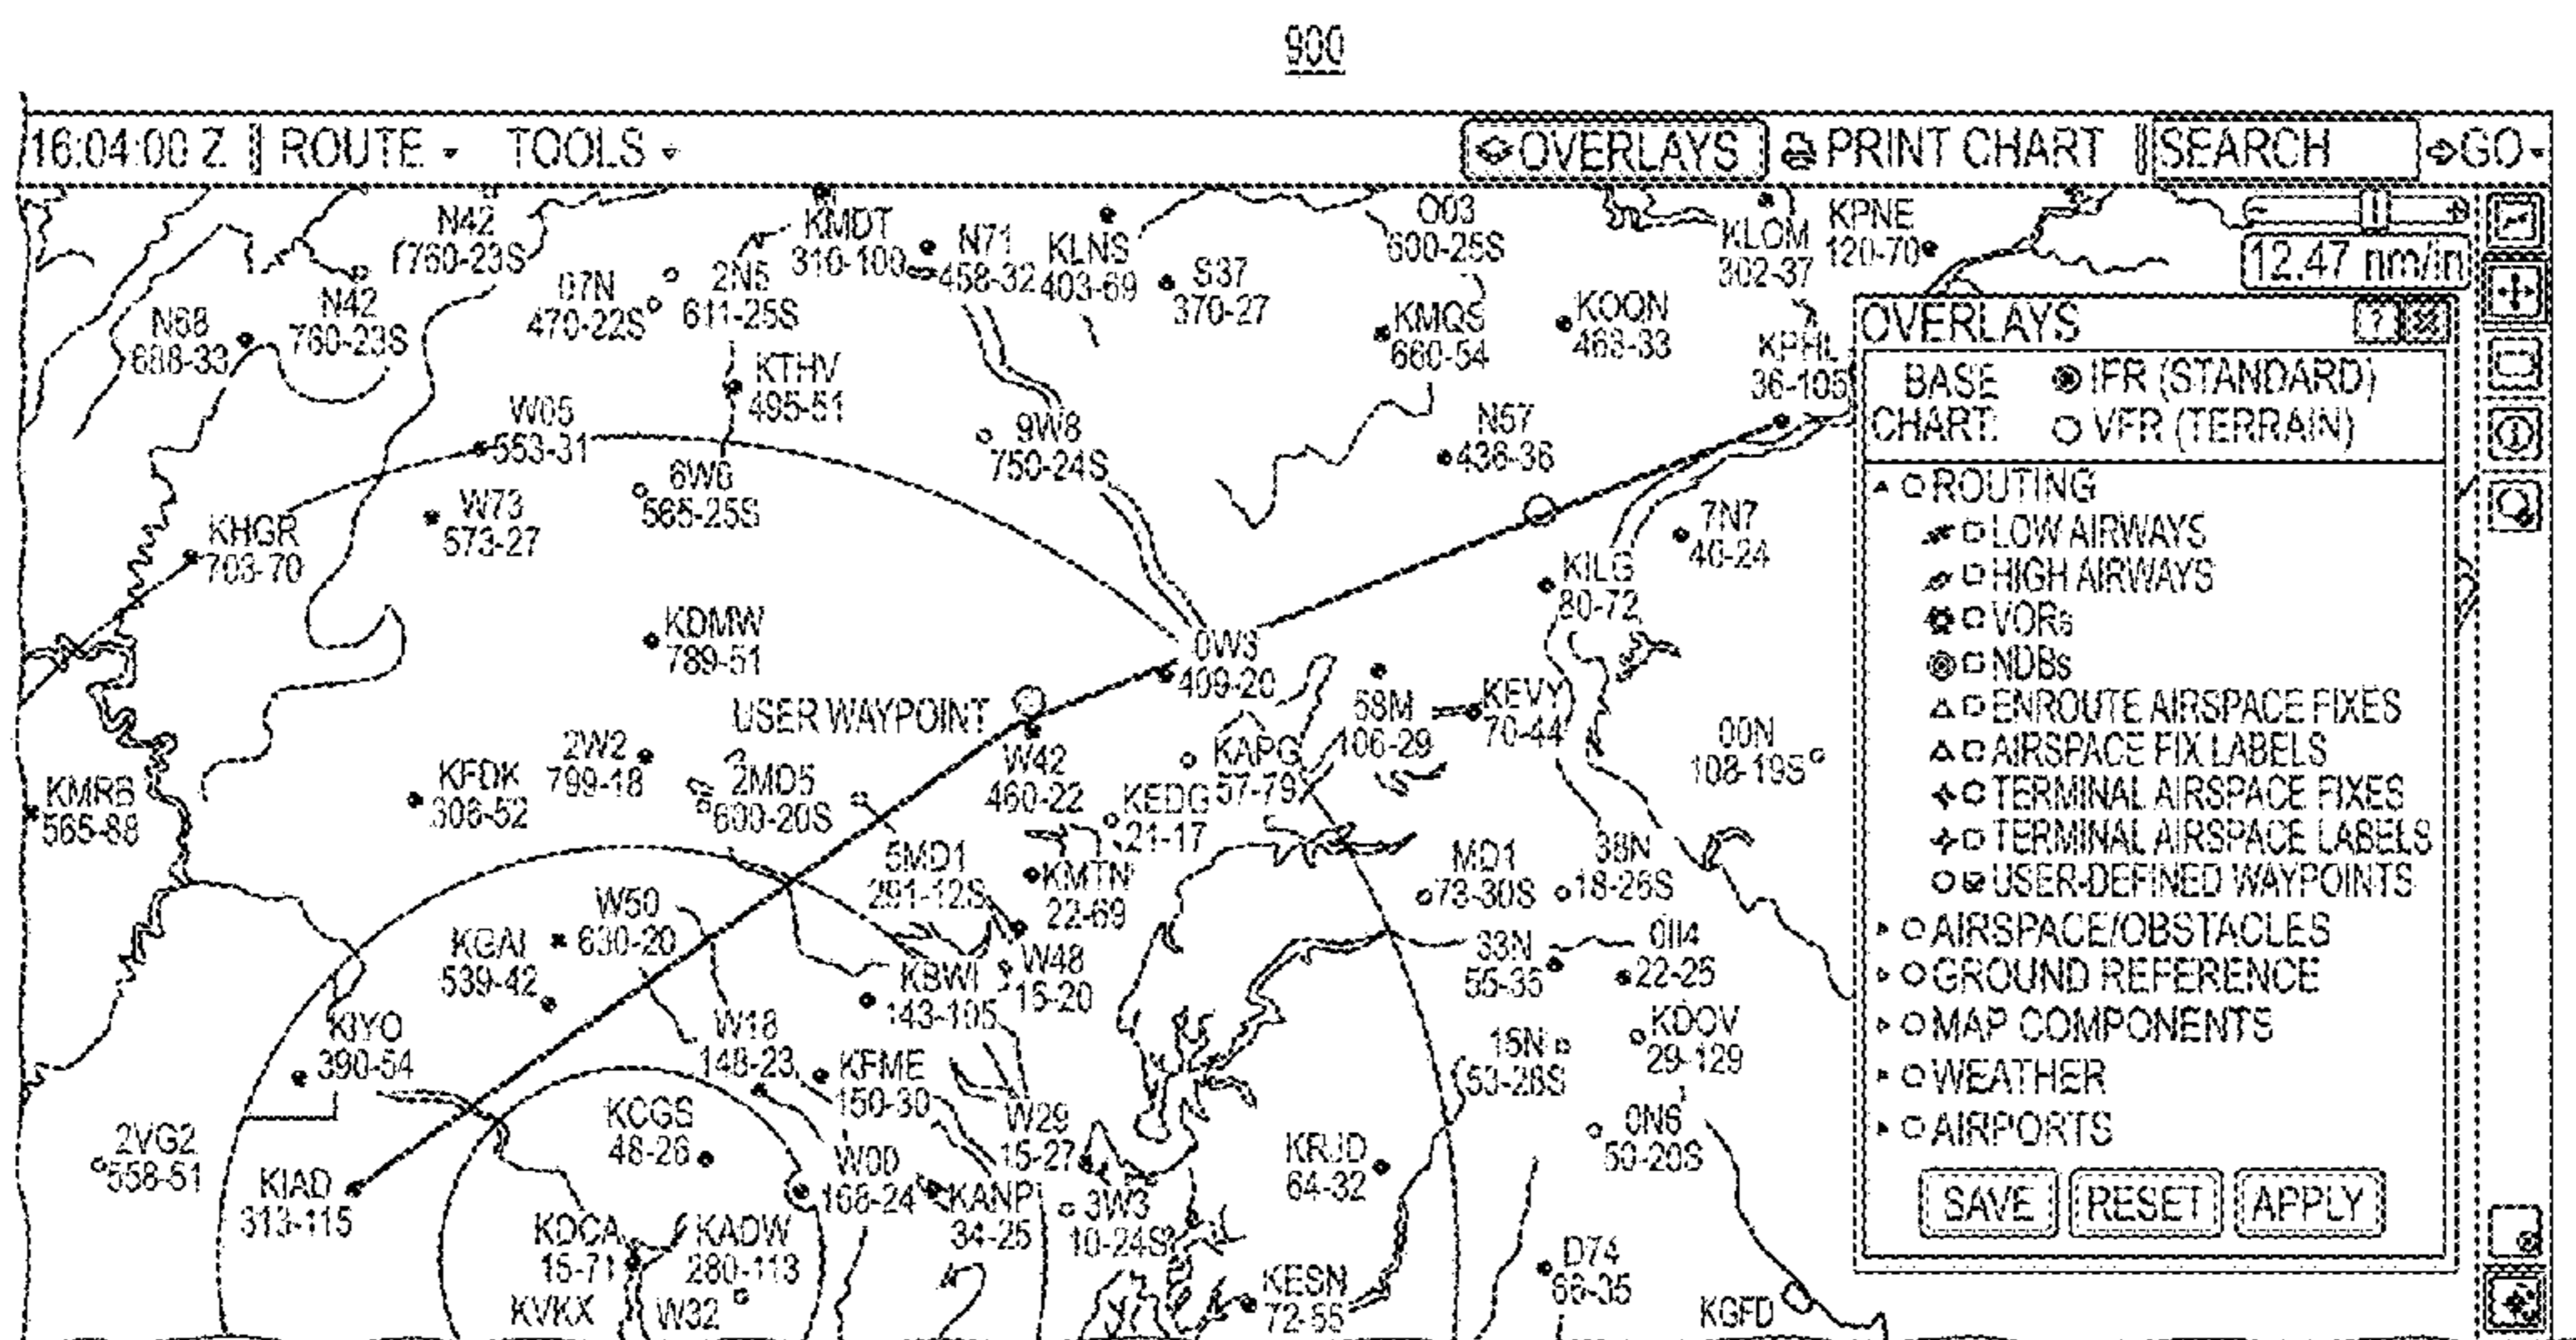 900
16:04:00 Z ROUTE TOOLS OVERLAYS PRINT CHART SEARCH GO
N42
760-23S
KMDT
310-100
N71
458-32
KLNS
403-69
O03
600-25S
KLOM
302-37
KPNE
120-70
12.47 nm/in
N68
688-33
N42
760-23S
07N
470-22S
2N5
611-25S
S37
370-27
KMQS
660-54
KOQN
468-33
KPHL
36-105
KTHV
495-51
W05
553-31
6W6
565-25S
9W8
750-24S
N57
436-36
W73
573-27
KHGR
703-70
7N7
40-24
KILG
80-72
KDMW
789-51
0W3
409-20
USER WAYPOINT
58M
106-29
KEVY
70-44
00N
108-19S
2W2
799-18
2MD5
600-20S
W42
460-22
KAPG
57-79
KEDG
21-17
KFDK
306-52
KMRB
565-88
5MD1
291-12S
KMTN
22-69
MD1
73-30S
38N
18-26S
W50
630-20
KGAI
539-42
KBWI
143-105
W48
15-20
33N
55-35
22-25
KIYO
390-54
W18
148-23
KFME
150-30
15N
53-28S
KDOV
29-129
2VG2
558-51
KCGS
48-26
W29
15-27
0N6
50-20S
KIAD
313-115
W00
168-24
KANP
34-25
3W3
10-24S
KRJD
64-32
KDCA
15-71
KADW
280-113
KVKX
W32
KESN
72-55
D74
66-35
KGFD
OVERLAYS ?
BASE CHART: IFR (STANDARD)
VFR (TERRAIN)
ROUTING
LOW AIRWAYS
HIGH AIRWAYS
VORs
NDBs
ENROUTE AIRSPACE FIXES
AIRSPACE FIX LABELS
TERMINAL AIRSPACE FIXES
TERMINAL AIRSPACE LABELS
USER-DEFINED WAYPOINTS
AIRSPACE/OBSTACLES
GROUND REFERENCE
MAP COMPONENTS
WEATHER
AIRPORTS
SAVE RESET APPLY